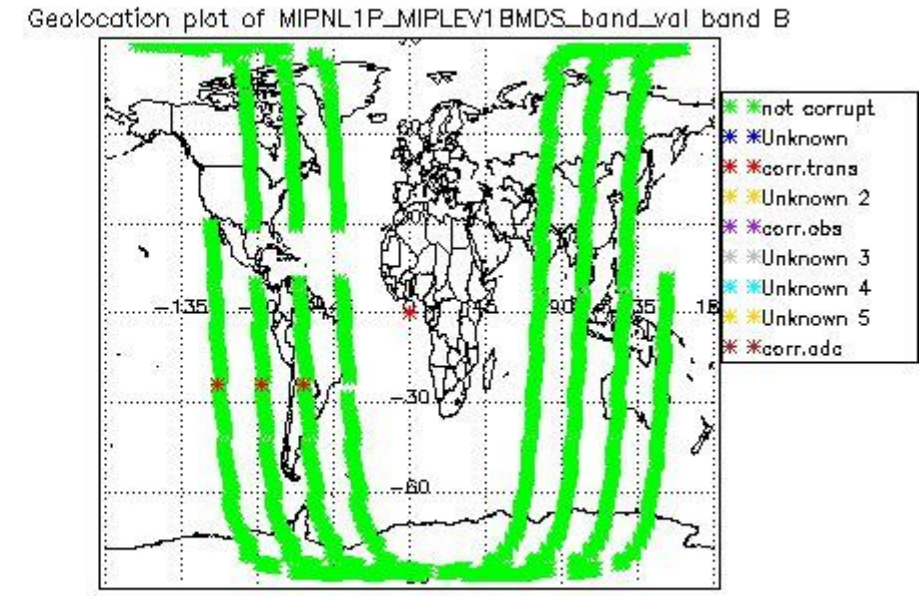 Geolocation plot of MIPNL1P_MIPLEV1BMDS_band_val band B
not corrupt
Unknown
corr.trans
Unknown 2
corr.obs
Unknown 3
Unknown 4
Unknown 5
corr.adc
60
-135
90
-30
-60